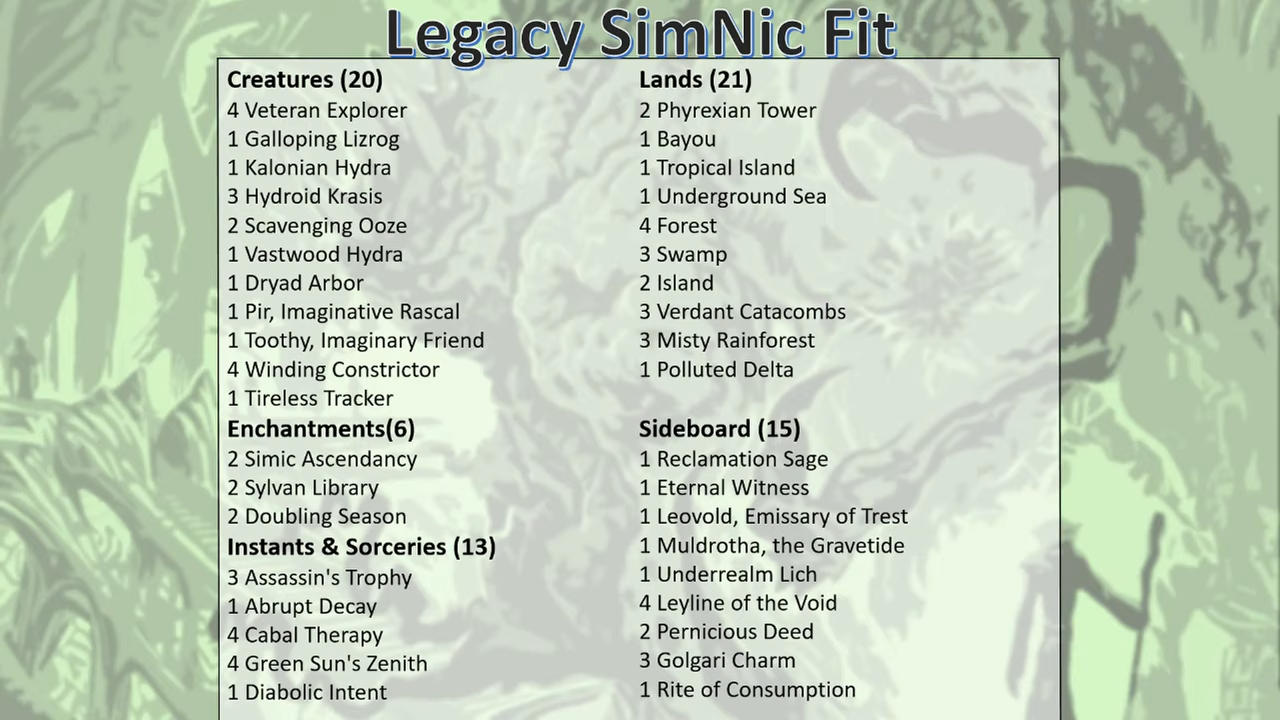 Legacy SimNic Fit
Creatures (20)
4 Veteran Explorer
1 Galloping Lizrog
1 Kalonian Hydra
3 Hydroid Krasis
2 Scavenging Ooze
1 Vastwood Hydra
1 Dryad Arbor
1 Pir, Imaginative Rascal
1 Toothy, Imaginary Friend
4 Winding Constrictor
1 Tireless Tracker
Enchantments(6)
2 Simic Ascendancy
2 Sylvan Library
2 Doubling Season
Instants & Sorceries (13)
3 Assassin's Trophy
1 Abrupt Decay
4 Cabal Therapy
4 Green Sun's Zenith
1 Diabolic Intent
Lands (21)
2 Phyrexian Tower
1 Bayou
1 Tropical Island
1 Underground Sea
4 Forest
3 Swamp
2 Island
3 Verdant Catacombs
3 Misty Rainforest
1 Polluted Delta
Sideboard (15)
1 Reclamation Sage
1 Eternal Witness
1 Leovold, Emissary of Trest
1 Muldrotha, the Gravetide
1 Underrealm Lich
4 Leyline of the Void
2 Pernicious Deed
3 Golgari Charm
1 Rite of Consumption